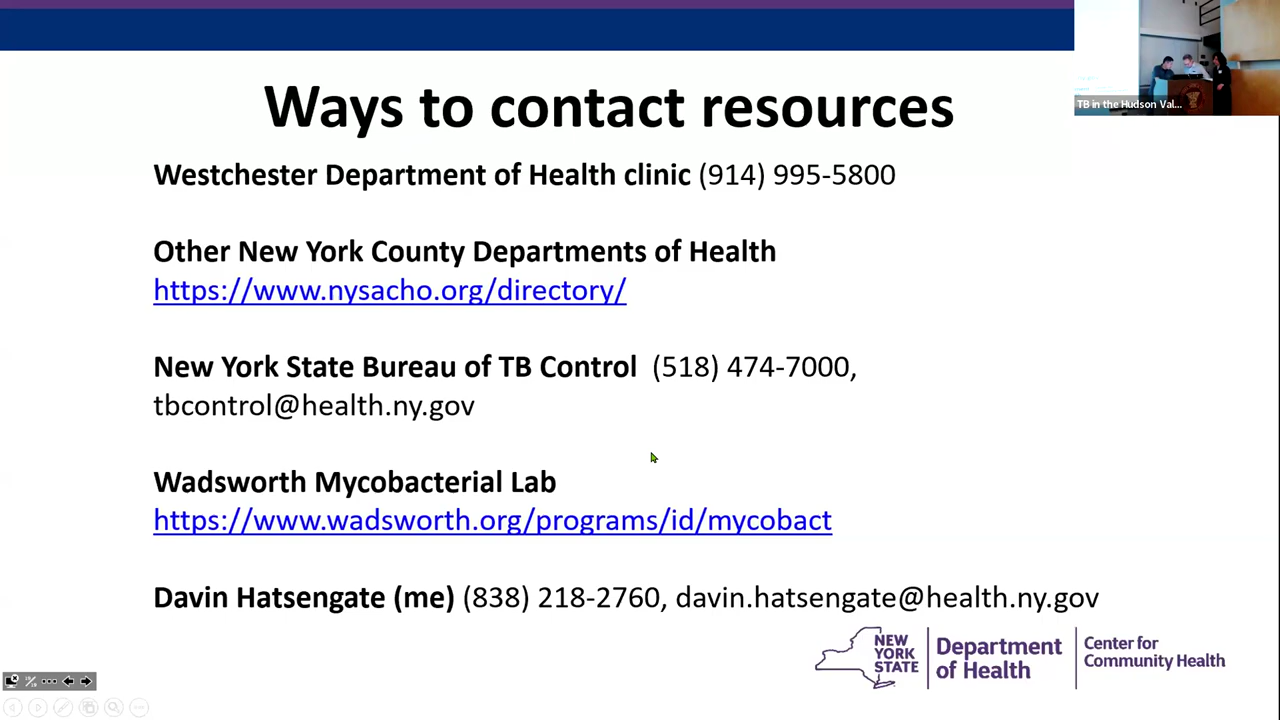 TB in the Hudson Val...
Ways to contact resources
Westchester Department of Health clinic (914) 995-5800
Other New York County Departments of Health
https://www.nysacho.org/directory/
New York State Bureau of TB Control (518) 474-7000,
tbcontrol@health.ny.gov
Wadsworth Mycobacterial Lab
https://www.wadsworth.org/programs/id/mycobact
Davin Hatsengate (me) (838) 218-2760, davin.hatsengate@health.ny.gov
NEW
YORK
STATE
Department
of Health
Center for
Community Health